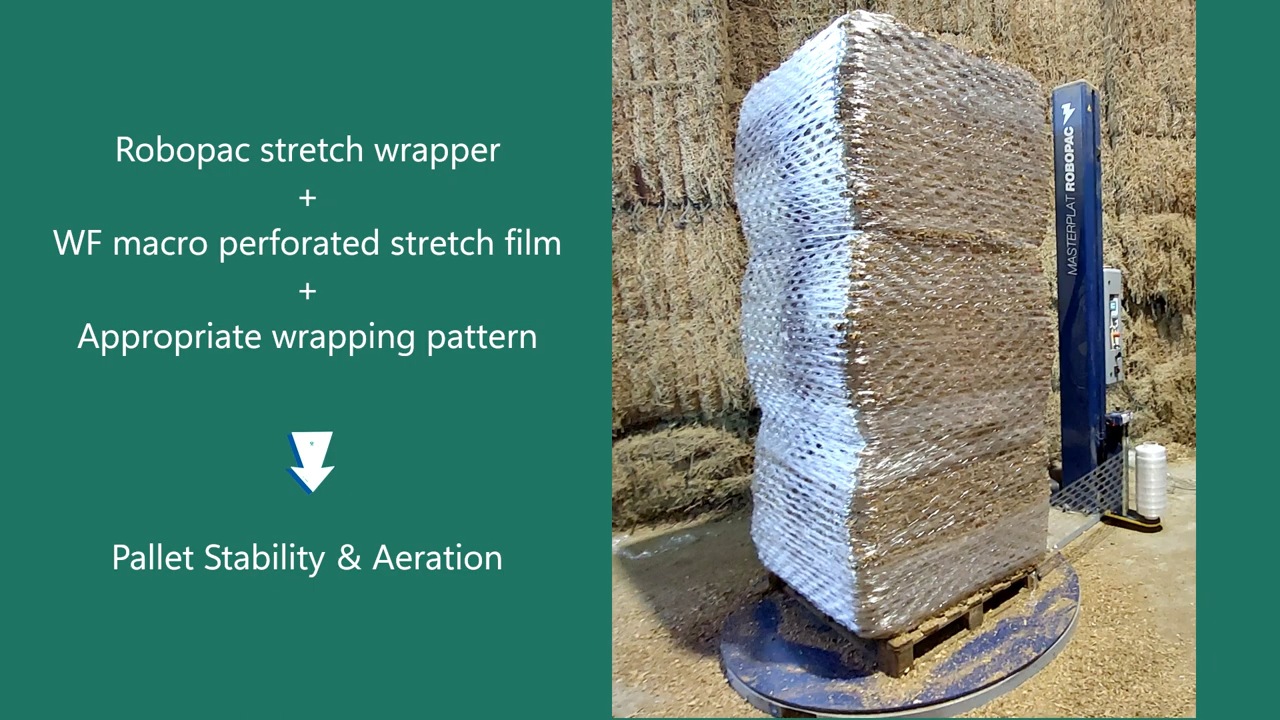 Robopac stretch wrapper
+
WF macro perforated stretch film
+
Appropriate wrapping pattern
Pallet Stability & Aeration
MASTERPLAT ROBOPAC